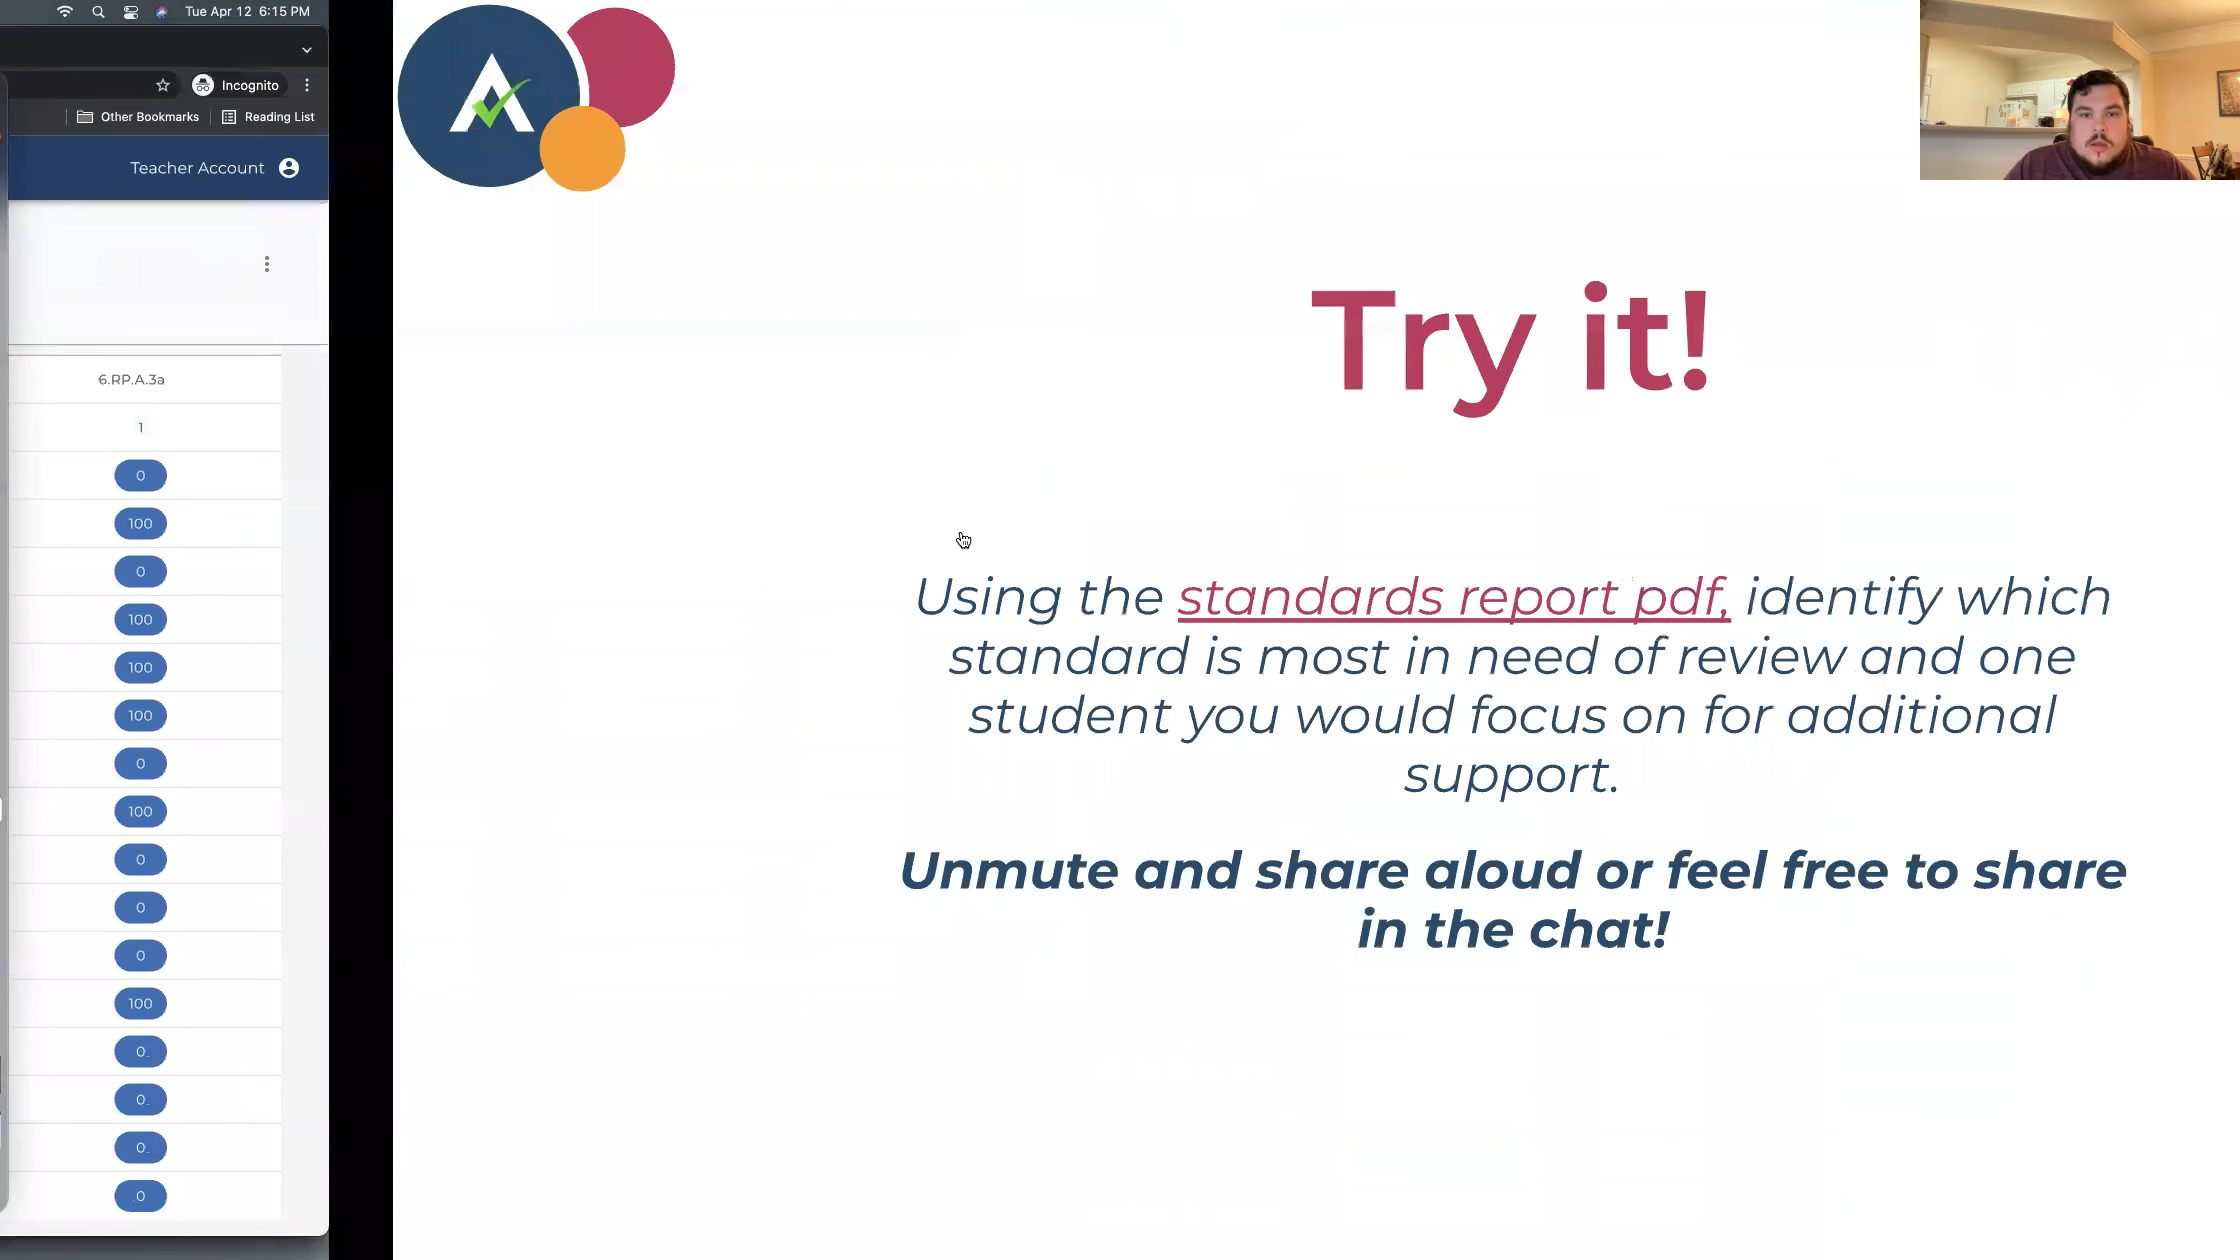 Tue Apr 12 6:15 PM
Incognito
Other Bookmarks
Reading List
Teacher Account
6.RP.A.3a
1
0
100
0
100
100
100
0
100
0
0
0
100
0
0
0
0
Try it!
Using the standards report pdf, identify which
standard is most in need of review and one
student you would focus on for additional
support.
Unmute and share aloud or feel free to share
in the chat!